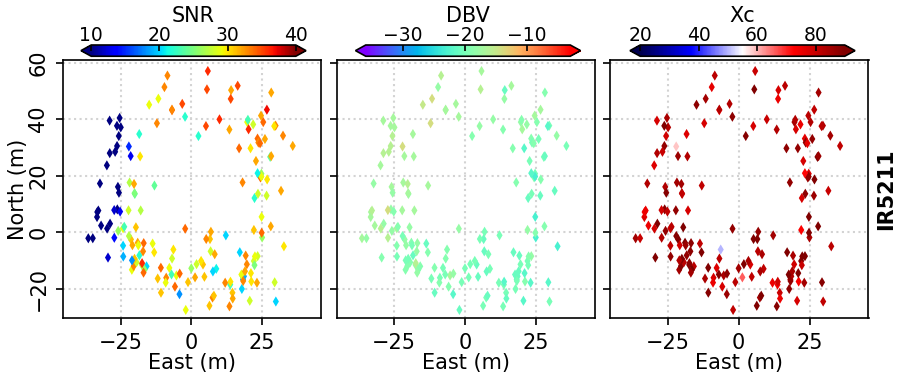 SNR DBV Xc
10 20 30 40 −30 −20 −10 20 40 60 80
60
40
20
0
−20
North (m)
−25 0 25 −25 0 25 −25 0 25
East (m) East (m) East (m)
IR5211